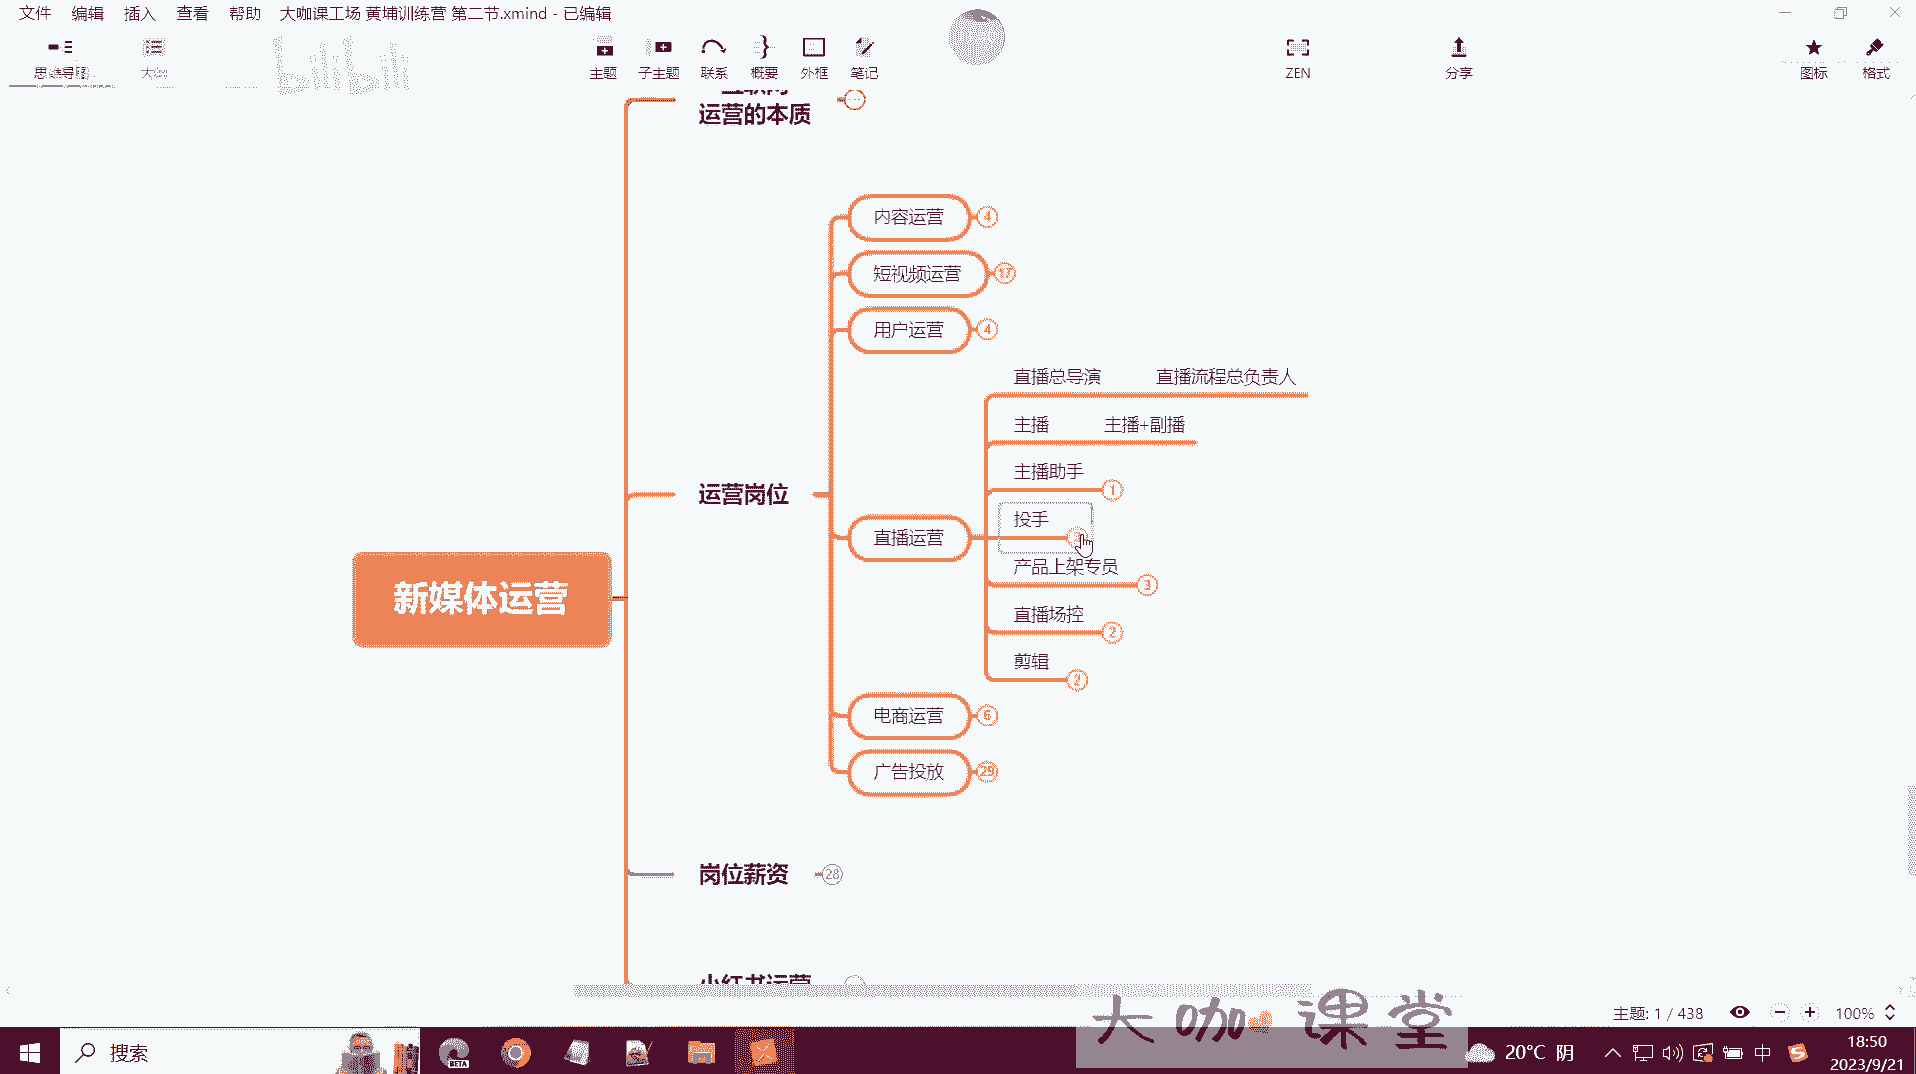 文件 编辑 插入 查看 帮助 大咖课工场 黄埔训练营 第二节.xmind - 已编辑
思维导图 大纲 bilibili 主题 子主题 联系 概要 外框 笔记 ZEN 分享 图标 格式
运营的本质
内容运营 4
短视频运营 17
用户运营 4
直播总导演 直播流程总负责人
主播 主播+副播
主播助手 1
运营岗位
投手
直播运营
产品上架专员 3
直播场控 2
新媒体运营
剪辑 2
电商运营 6
广告投放 29
岗位薪资 28
小红书运营
主题: 1 / 438 100%
大咖课堂
搜索 BETA 20°C 阴 中 18:50
2023/9/21